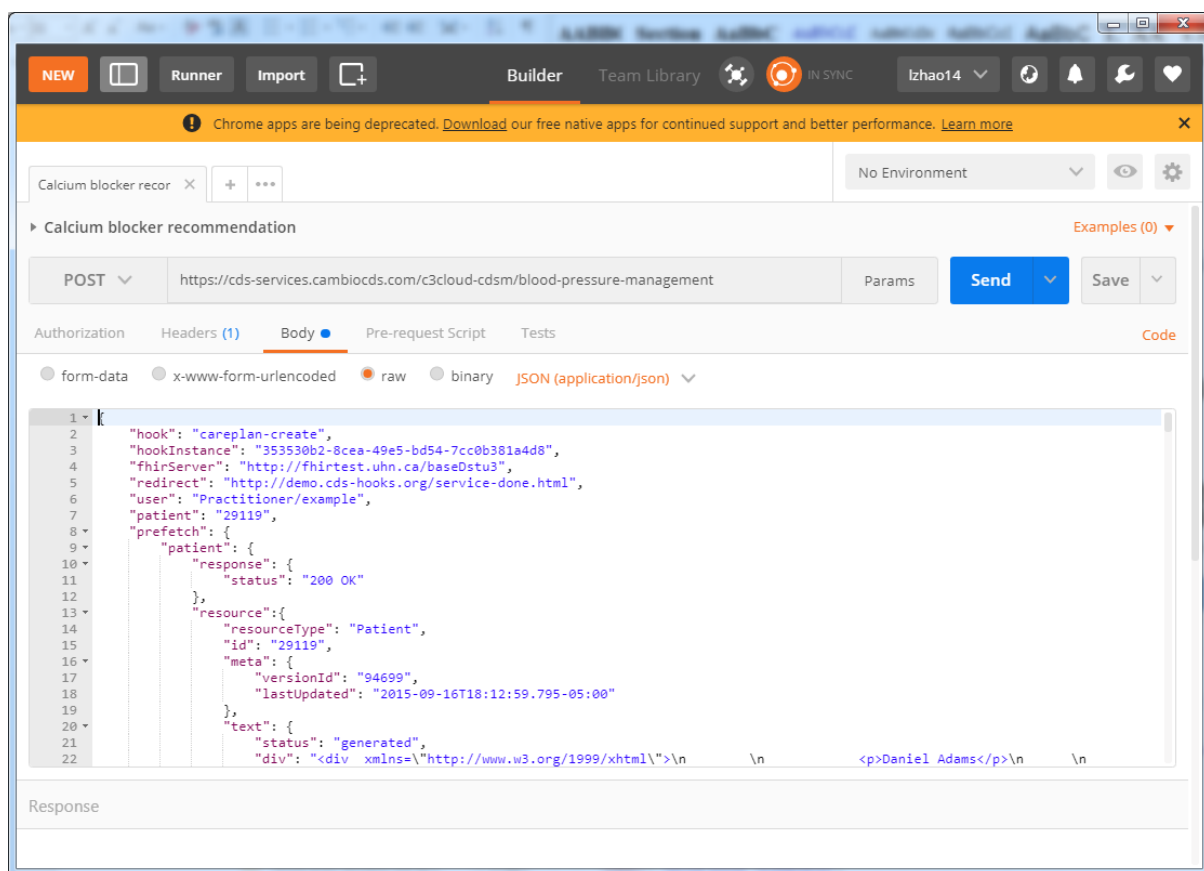 AABBC Section AaBbC
NEW Runner Import Builder Team Library IN SYNC lzhao14
Chrome apps are being deprecated. Download our free native apps for continued support and better performance. Learn more
Calcium blocker recor No Environment
Calcium blocker recommendation Examples (0)
POST https://cds-services.cambiocds.com/c3cloud-cdsm/blood-pressure-management Params Send Save
Authorization Headers (1) Body Pre-request Script Tests Code
form-data x-www-form-urlencoded raw binary JSON (application/json)
1 {
2 "hook": "careplan-create",
3 "hookInstance": "353530b2-8cea-49e5-bd54-7cc0b381a4d8",
4 "fhirServer": "http://fhirtest.uhn.ca/baseDstu3",
5 "redirect": "http://demo.cds-hooks.org/service-done.html",
6 "user": "Practitioner/example",
7 "patient": "29119",
8 "prefetch": {
9 "patient": {
10 "response": {
11 "status": "200 OK"
12 },
13 "resource":{
14 "resourceType": "Patient",
15 "id": "29119",
16 "meta": {
17 "versionId": "94699",
18 "lastUpdated": "2015-09-16T18:12:59.795-05:00"
19 },
20 "text": {
21 "status": "generated",
22 "div": "<div xmlns=\"http://www.w3.org/1999/xhtml\">\n \n <p>Daniel Adams</p>\n \n
Response